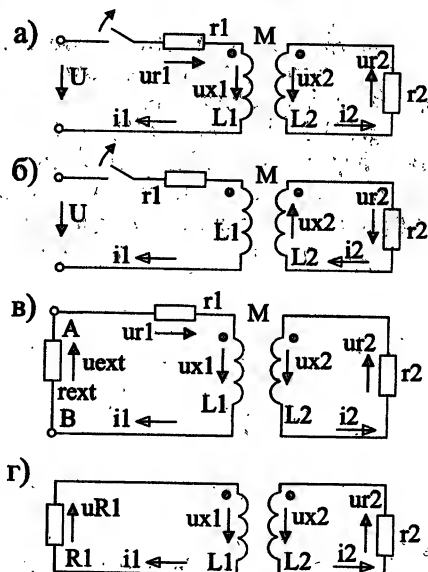 а) r1 M
U ur1 ux1 ux2 ur2 r2
i1 L1 L2 i2
б) r1 M
U L1 ux2 ur2 r2
i1 L2 i2
в) r1 M
A ur1
uext ux1 ux2 ur2 r2
rext
B i1 L1 L2 i2
г)
uR1 ux1 ux2 ur2 r2
R1 i1 L1 L2 i2